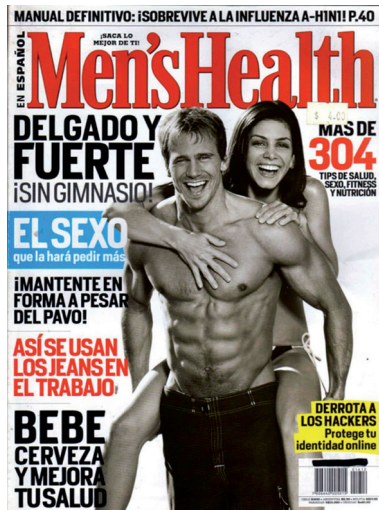 MANUAL DEFINITIVO: ¡SOBREVIVE A LA INFLUENZA A-H1N1! P.40
EN ESPAÑOL
¡SACA LO
MEJOR DE TI!
Men'sHealth
DELGADO Y
FUERTE
¡SIN GIMNASIO!
EL SEXO
que la hará pedir más
¡MANTENTE EN
FORMA A PESAR
DEL PAVO!
ASÍ SE USAN
LOS JEANS EN
EL TRABAJO
BEBE
CERVEZA
Y MEJORA
TU SALUD
$ 4.00
MÁS DE
304
TIPS DE SALUD,
SEXO, FITNESS
Y NUTRICIÓN
DERROTA A
LOS HACKERS
Protege tu
identidad online